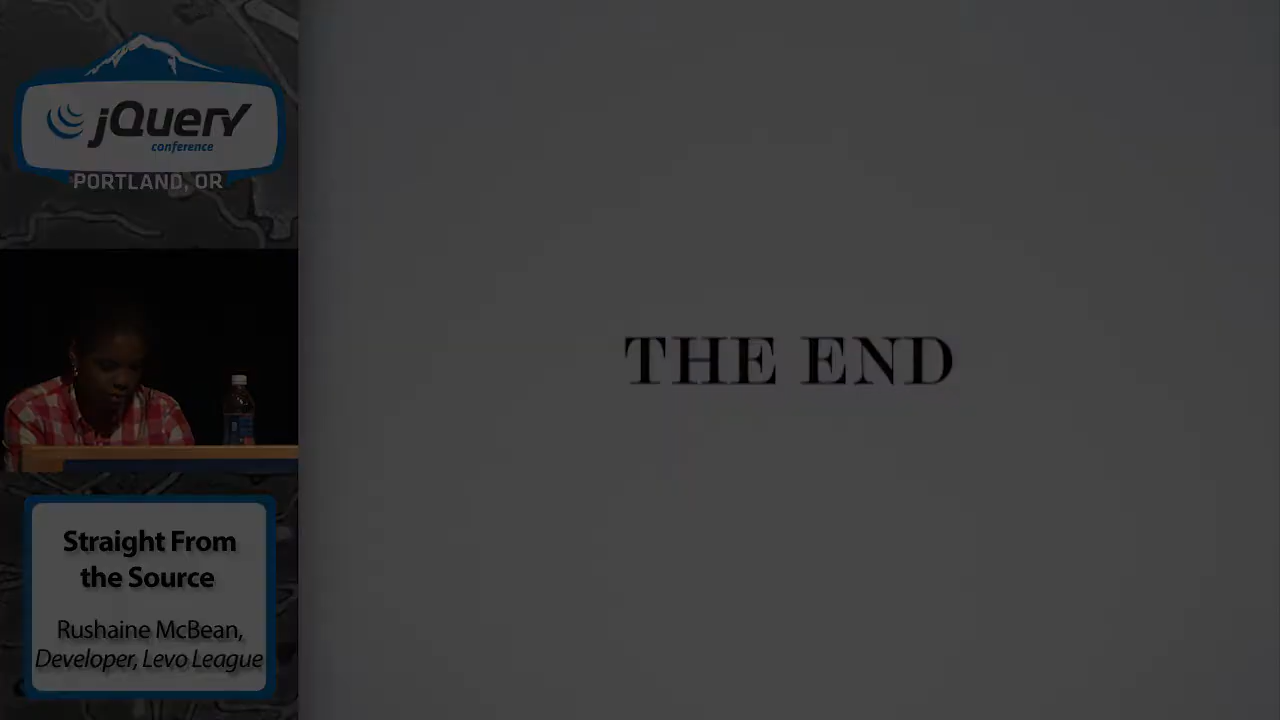 jQuery
conference
PORTLAND, OR
THE END
Straight From
the Source
Rushaine McBean,
Developer, Levo League